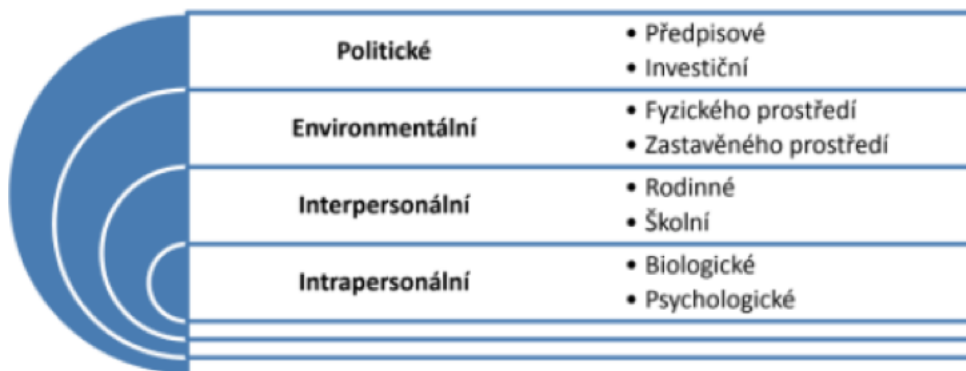 Politické
• Předpisové
• Investiční
Environmentální
• Fyzického prostředí
• Zastavěného prostředí
Interpersonální
• Rodinné
• Školní
Intrapersonální
• Biologické
• Psychologické